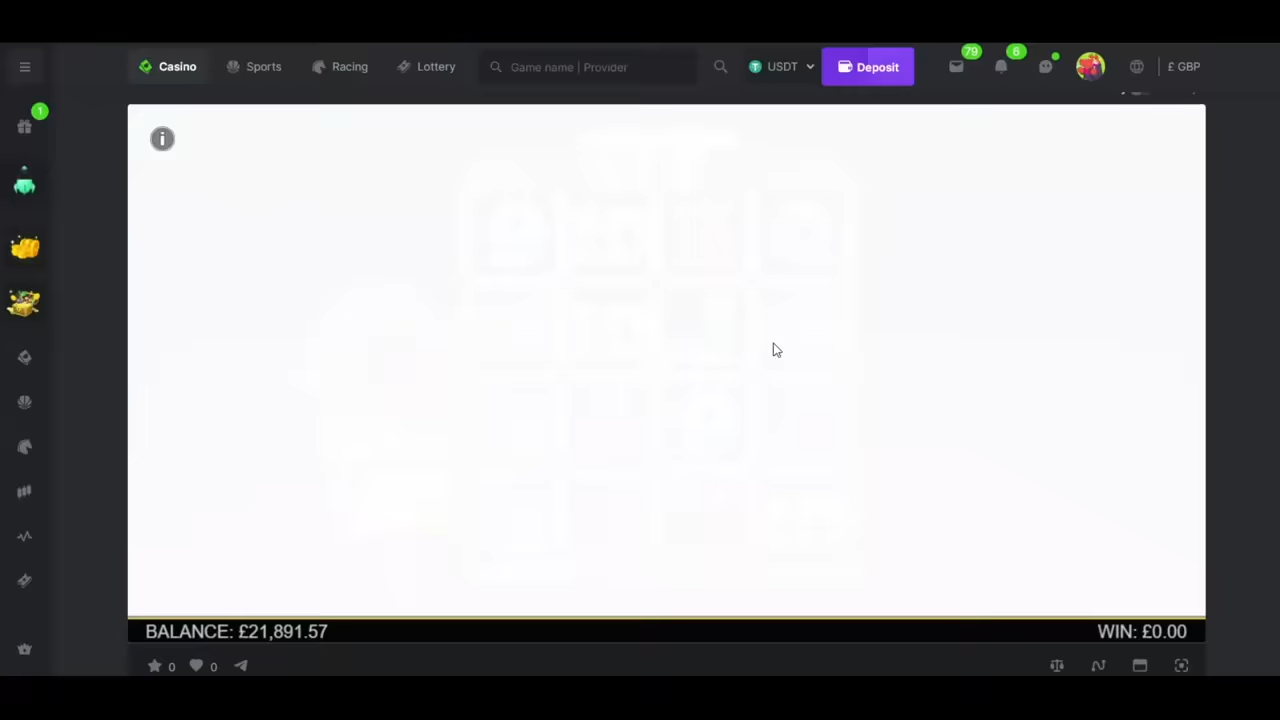 Casino Sports Racing Lottery Game name | Provider USDT Deposit 79 6 £ GBP
1
i
BALANCE: £21,891.57 WIN: £0.00
0 0